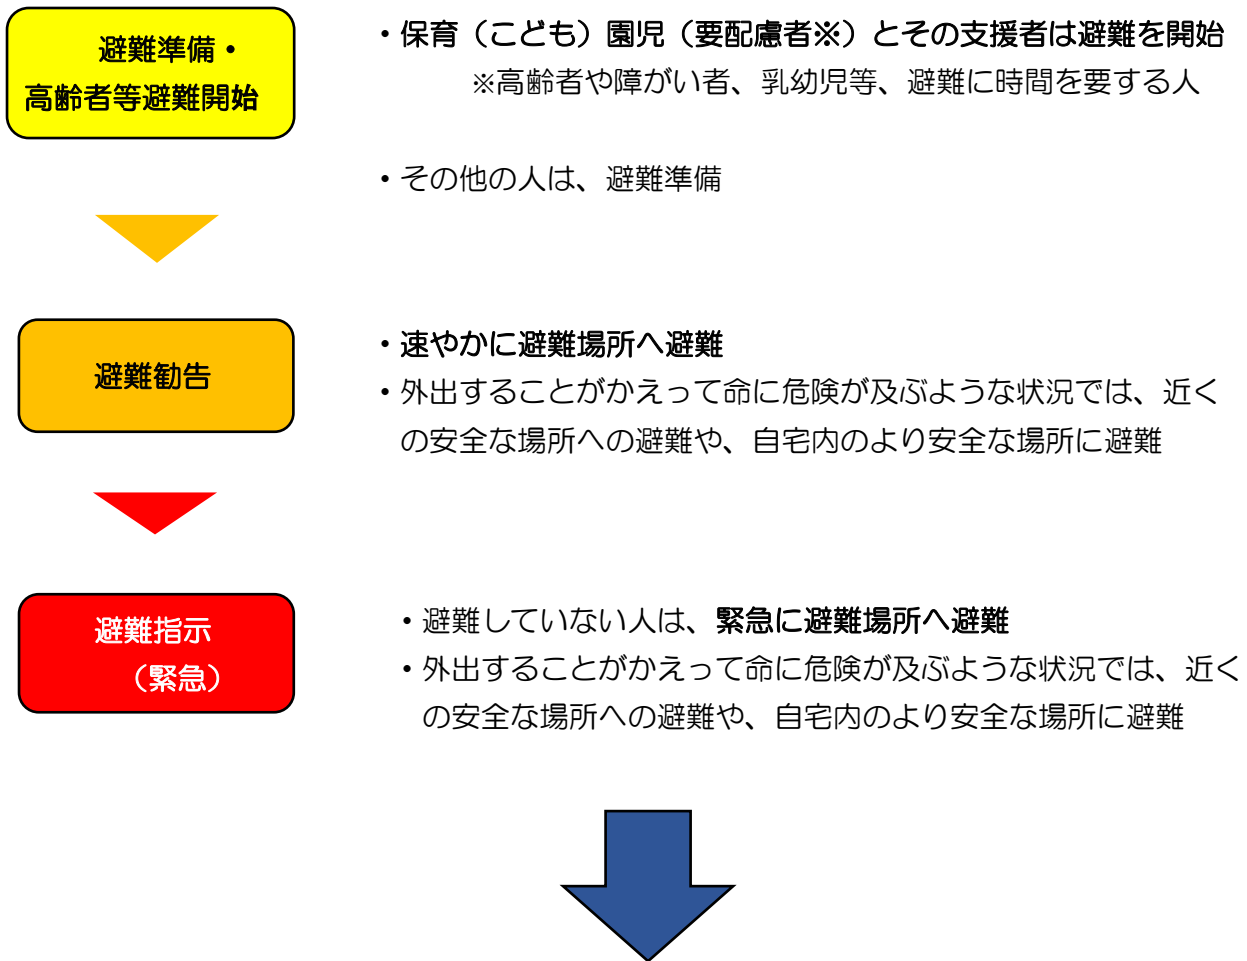 避難準備・
高齢者等避難開始
・保育（こども）園児（要配慮者※）とその支援者は避難を開始
※高齢者や障がい者、乳幼児等、避難に時間を要する人
・その他の人は、避難準備
避難勧告
・速やかに避難場所へ避難
・外出することがかえって命に危険が及ぶような状況では、近く
の安全な場所への避難や、自宅内のより安全な場所に避難
避難指示
（緊急）
・避難していない人は、緊急に避難場所へ避難
・外出することがかえって命に危険が及ぶような状況では、近く
の安全な場所への避難や、自宅内のより安全な場所に避難